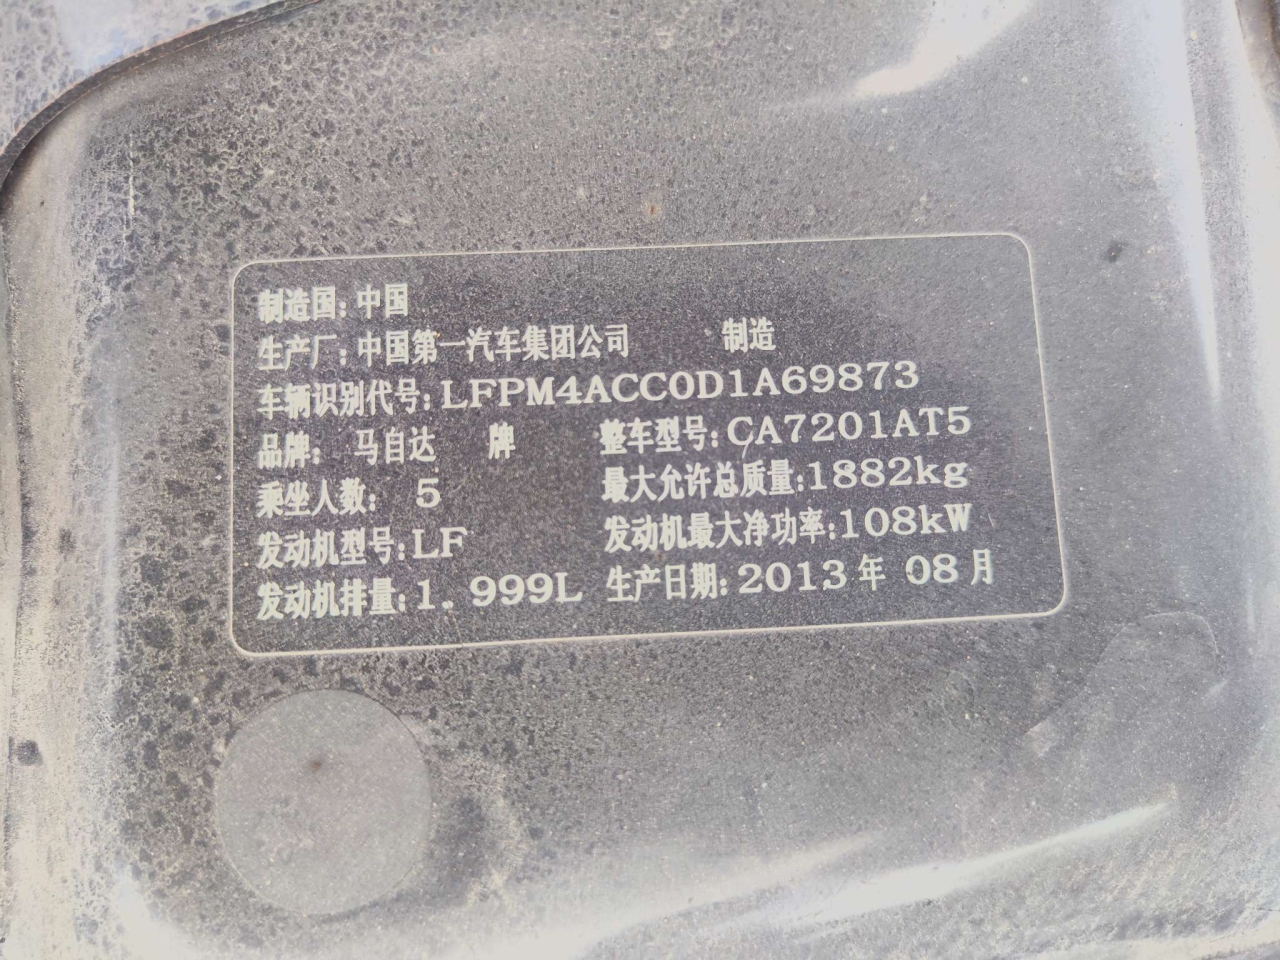 制造国: 中国
生产厂: 中国第一汽车集团公司 制造
车辆识别代号: LFPM4ACC0D1A69873
品牌: 马自达 牌 整车型号: CA7201AT5
乘坐人数: 5 最大允许总质量: 1882kg
发动机型号: LF 发动机最大净功率: 108kW
发动机排量: 1. 999L 生产日期: 2013 年 08 月